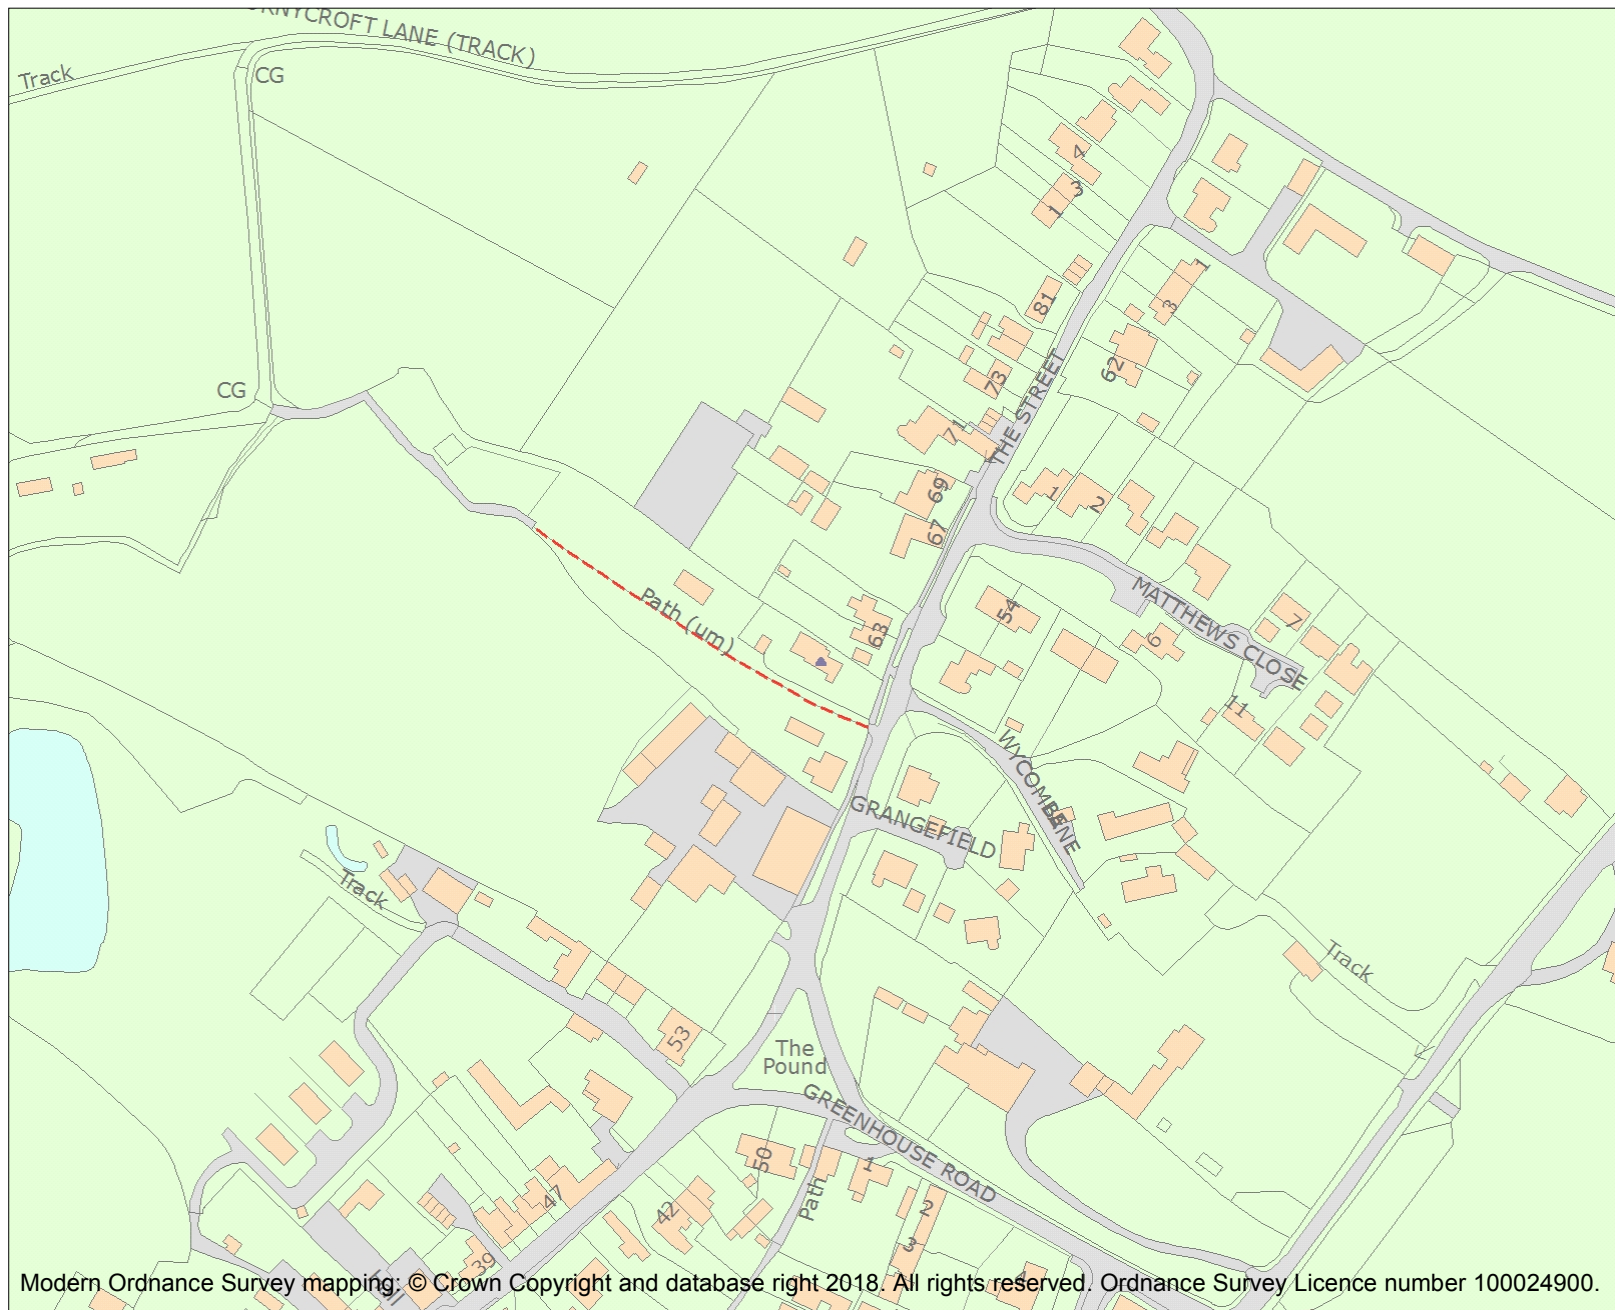 ORNYCROFT LANE (TRACK)
Track
CG
4
3
1
1
3
81
62
THE STREET
73
CG
71
69
1
2
67
MATTHEWS CLOSE
Path (um)
54
7
63
6
11
WYCOMBE LANE
GRANGEFIELD
Track
Track
53
The
Pound
GREENHOUSE ROAD
50
1
47
Path
42
2
3
39
4
Modern Ordnance Survey mapping: © Crown Copyright and database right 2018. All rights reserved. Ordnance Survey Licence number 100024900.